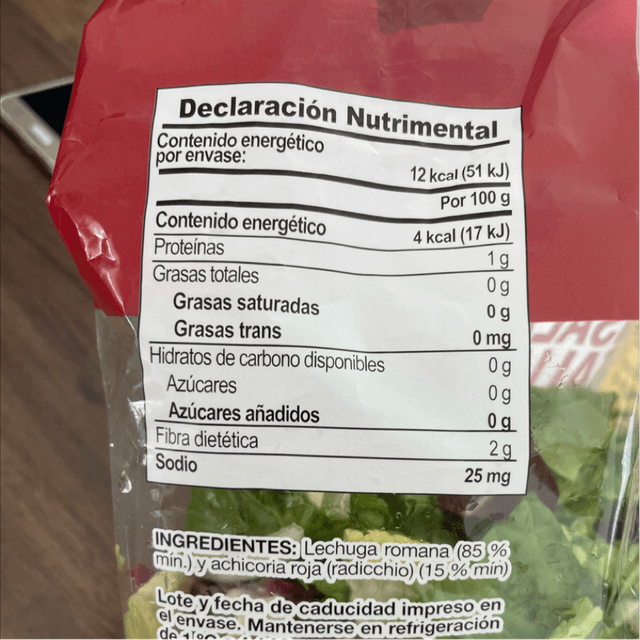 Declaración Nutrimental
Contenido energético
por envase:
12 kcal (51 kJ)
Por 100 g
Contenido energético 4 kcal (17 kJ)
Proteínas 1 g
Grasas totales 0 g
Grasas saturadas 0 g
Grasas trans 0 mg
Hidratos de carbono disponibles 0 g
Azúcares 0 g
Azúcares añadidos 0 g
Fibra dietética 2 g
Sodio 25 mg
INGREDIENTES: Lechuga romana (85 %
mín.) y achicoria roja (radicchio) (15 % mín)
Lote y fecha de caducidad impreso en
el envase. Mantenerse en refrigeración
de